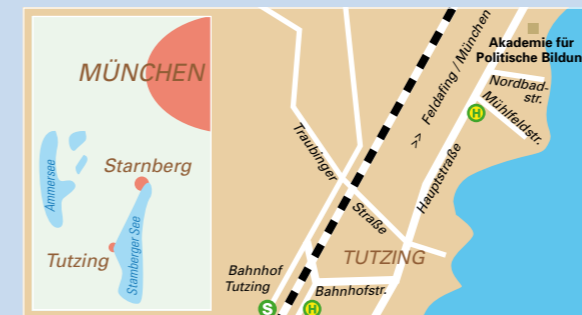 MÜNCHEN
Starnberg
Ammersee
Starnberger See
Tutzing
Akademie für
Politische Bildun
Nordbad-
str.
Mühlfeldstr.
>> Feldafing / München
H
Hauptstraße
Traubinger
Straße
TUTZING
Bahnhof
Tutzing
Bahnhofstr.
S
H